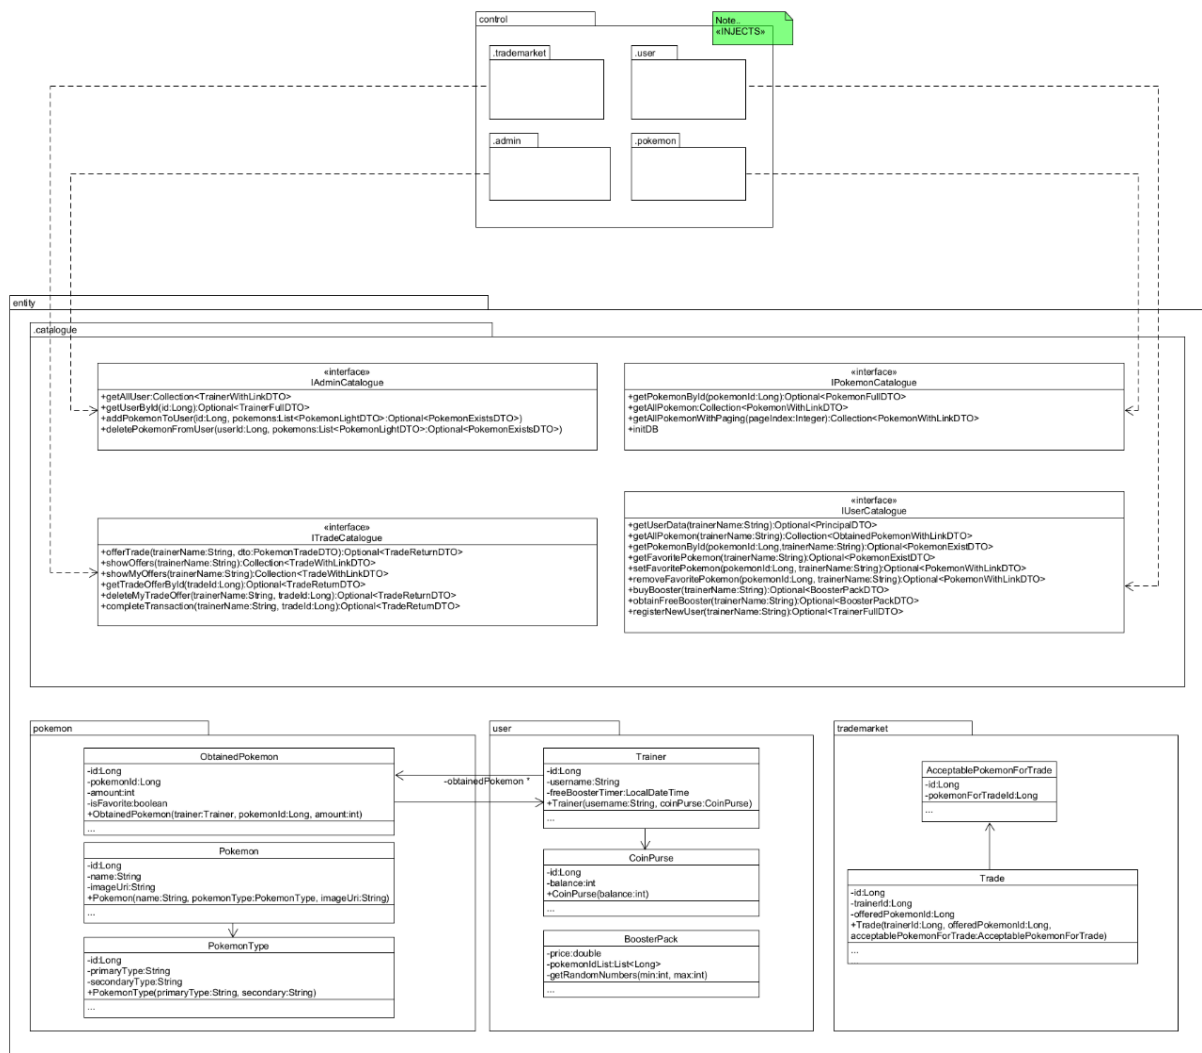 control
Note..
«INJECTS»
.trademarket
.user
.admin
.pokemon
entity
.catalogue
«interface»
IAdminCatalogue
+getAllUser:Collection<TrainerWithLinkDTO>
+getUserById(id:Long):Optional<TrainerFullDTO>
+addPokemonToUser(id:Long, pokemons:List<PokemonLightDTO>:Optional<PokemonExistsDTO>)
+deletePokemonFromUser(userId:Long, pokemons:List<PokemonLightDTO>:Optional<PokemonExistsDTO>)
«interface»
IPokemonCatalogue
+getPokemonById(pokemonId:Long):Optional<PokemonFullDTO>
+getAllPokemon:Collection<PokemonWithLinkDTO>
+getAllPokemonWithPaging(pageIndex:Integer):Collection<PokemonWithLinkDTO>
+initDB
«interface»
ITradeCatalogue
+offerTrade(trainerName:String, dto:PokemonTradeDTO):Optional<TradeReturnDTO>
+showOffers(trainerName:String):Collection<TradeWithLinkDTO>
+showMyOffers(trainerName:String):Collection<TradeWithLinkDTO>
+getTradeOfferById(tradeId:Long):Optional<TradeReturnDTO>
+deleteMyTradeOffer(trainerName:String, tradeId:Long):Optional<TradeReturnDTO>
+completeTransaction(trainerName:String, tradeId:Long):Optional<TradeReturnDTO>
«interface»
IUserCatalogue
+getUserData(trainerName:String):Optional<PrincipalDTO>
+getAllPokemon(trainerName:String):Collection<ObtainedPokemonWithLinkDTO>
+getPokemonById(pokemonId:Long,trainerName:String):Optional<PokemonExistDTO>
+getFavoritePokemon(trainerName:String):Optional<PokemonExistDTO>
+setFavoritePokemon(pokemonId:Long, trainerName:String):Optional<PokemonWithLinkDTO>
+removeFavoritePokemon(pokemonId:Long, trainerName:String):Optional<PokemonWithLinkDTO>
+buyBooster(trainerName:String):Optional<BoosterPackDTO>
+obtainFreeBooster(trainerName:String):Optional<BoosterPackDTO>
+registerNewUser(trainerName:String):Optional<TrainerFullDTO>
pokemon
ObtainedPokemon
-id:Long
-pokemonId:Long
-amount:int
-isFavorite:boolean
+ObtainedPokemon(trainer:Trainer, pokemonId:Long, amount:int)
...
Pokemon
-id:Long
-name:String
-imageUri:String
+Pokemon(name:String, pokemonType:PokemonType, imageUri:String)
...
PokemonType
-id:Long
-primaryType:String
-secondaryType:String
+PokemonType(primaryType:String, secondary:String)
...
-obtainedPokemon *
user
Trainer
-id:Long
-username:String
-freeBoosterTimer:LocalDateTime
+Trainer(username:String, coinPurse:CoinPurse)
...
CoinPurse
-id:Long
-balance:int
+CoinPurse(balance:int)
...
BoosterPack
-price:double
-pokemonIdList:List<Long>
-getRandomNumbers(min:int, max:int)
...
trademarket
AcceptablePokemonForTrade
-id:Long
-pokemonForTradeId:Long
...
Trade
-id:Long
-trainerId:Long
-offeredPokemonId:Long
+Trade(trainerId:Long, offeredPokemonId:Long,
acceptablePokemonForTrade:AcceptablePokemonForTrade)
...